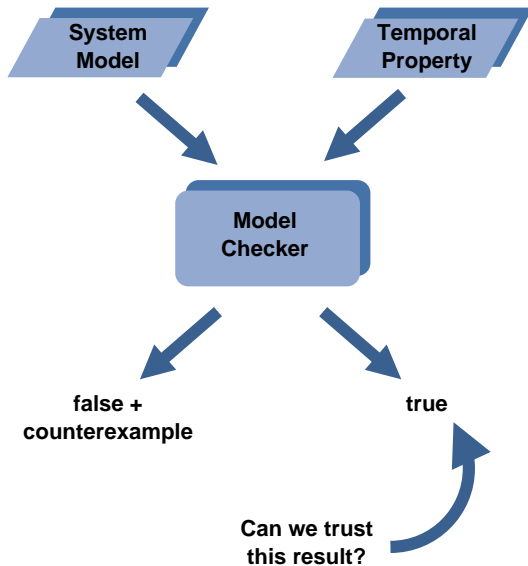 System
Model
Temporal
Property
Model
Checker
false +
counterexample
true
Can we trust
this result?